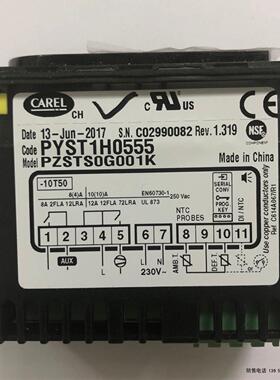 CAREL
CH
C
US
NSF
COMPONENT
Date 13-Jun-2017 S.N. C02990082 Rev.1.319
Code PYST1H0555
Model PZSTS0G001K
Made in CHINA
-10T50
8(4)A
10(10)A
EN60730-1
250 Vac
8A 2FLA 12LRA
12A 12FLA 72LRA
UL 873
NTC
PROBES
SERIAL
CONV
PROG.
KEY
DI / NTC
1 2 3 4 5 6 7 8 9 10 11
AUX
L N
230V~
AMB.T.
DEF.T.
Use copper conductors only